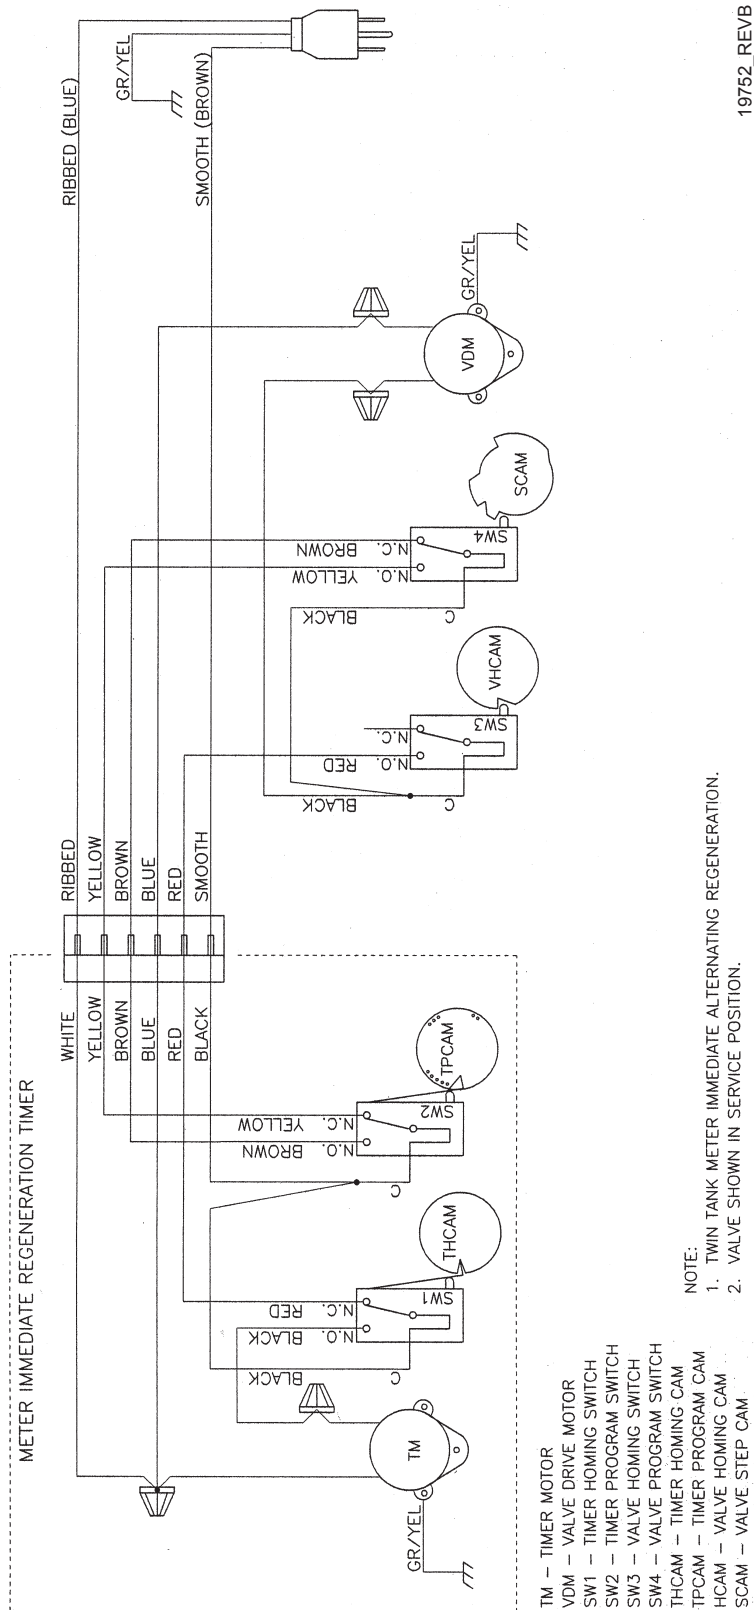 METER IMMEDIATE REGENERATION TIMER
WHITE
YELLOW
BROWN
BLUE
RED
BLACK
RIBBED
YELLOW
BROWN
BLUE
RED
SMOOTH
RIBBED (BLUE)
GR/YEL
SMOOTH (BROWN)
GR/YEL
TM
BLACK
C
BLACK
N.O.
RED
N.C.
SW1
THCAM
C
BROWN
N.O.
YELLOW
N.C.
SW2
TPCAM
BLACK
C
RED
N.O.
N.C.
SW3
VHCAM
BLACK
C
YELLOW
N.O.
BROWN
N.C.
SW4
SCAM
VDM
GR/YEL
TM – TIMER MOTOR
VDM – VALVE DRIVE MOTOR
SW1 – TIMER HOMING SWITCH
SW2 – TIMER PROGRAM SWITCH
SW3 – VALVE HOMING SWITCH
SW4 – VALVE PROGRAM SWITCH
THCAM – TIMER HOMING CAM
TPCAM – TIMER PROGRAM CAM
HCAM – VALVE HOMING CAM
SCAM – VALVE STEP CAM
NOTE:
1. TWIN TANK METER IMMEDIATE ALTERNATING REGENERATION.
2. VALVE SHOWN IN SERVICE POSITION.
19752_REVB